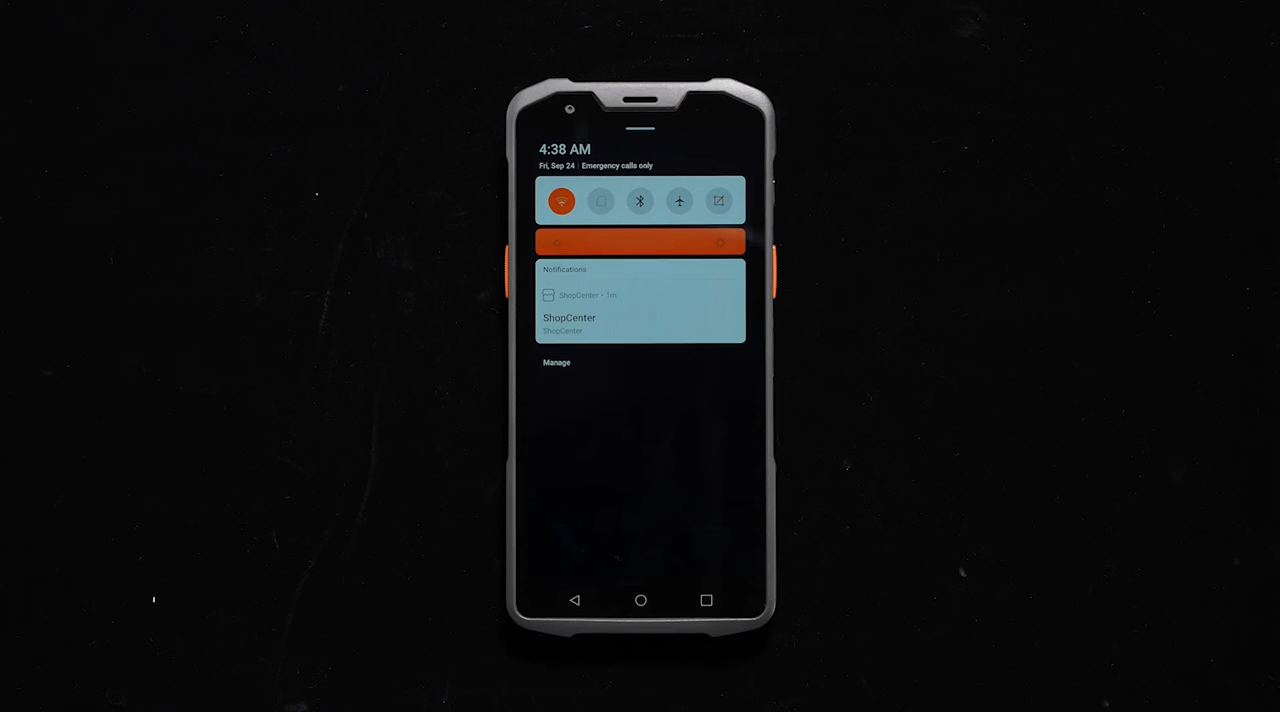 4:38 AM
Fri, Sep 24 | Emergency calls only
Notifications
ShopCenter • 1m
ShopCenter
ShopCenter
Manage